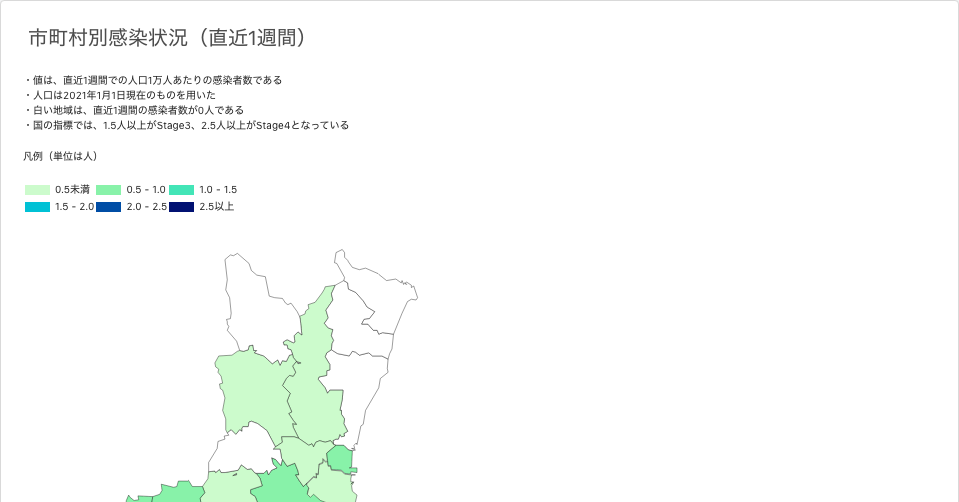 市町村別感染状況（直近1週間）
・値は、直近1週間での人口1万人あたりの感染者数である
・人口は2021年1月1日現在のものを用いた
・白い地域は、直近1週間の感染者数が0人である
・国の指標では、1.5人以上がStage3、2.5人以上がStage4となっている
凡例（単位は人）
0.5未満 0.5 - 1.0 1.0 - 1.5
1.5 - 2.0 2.0 - 2.5 2.5以上